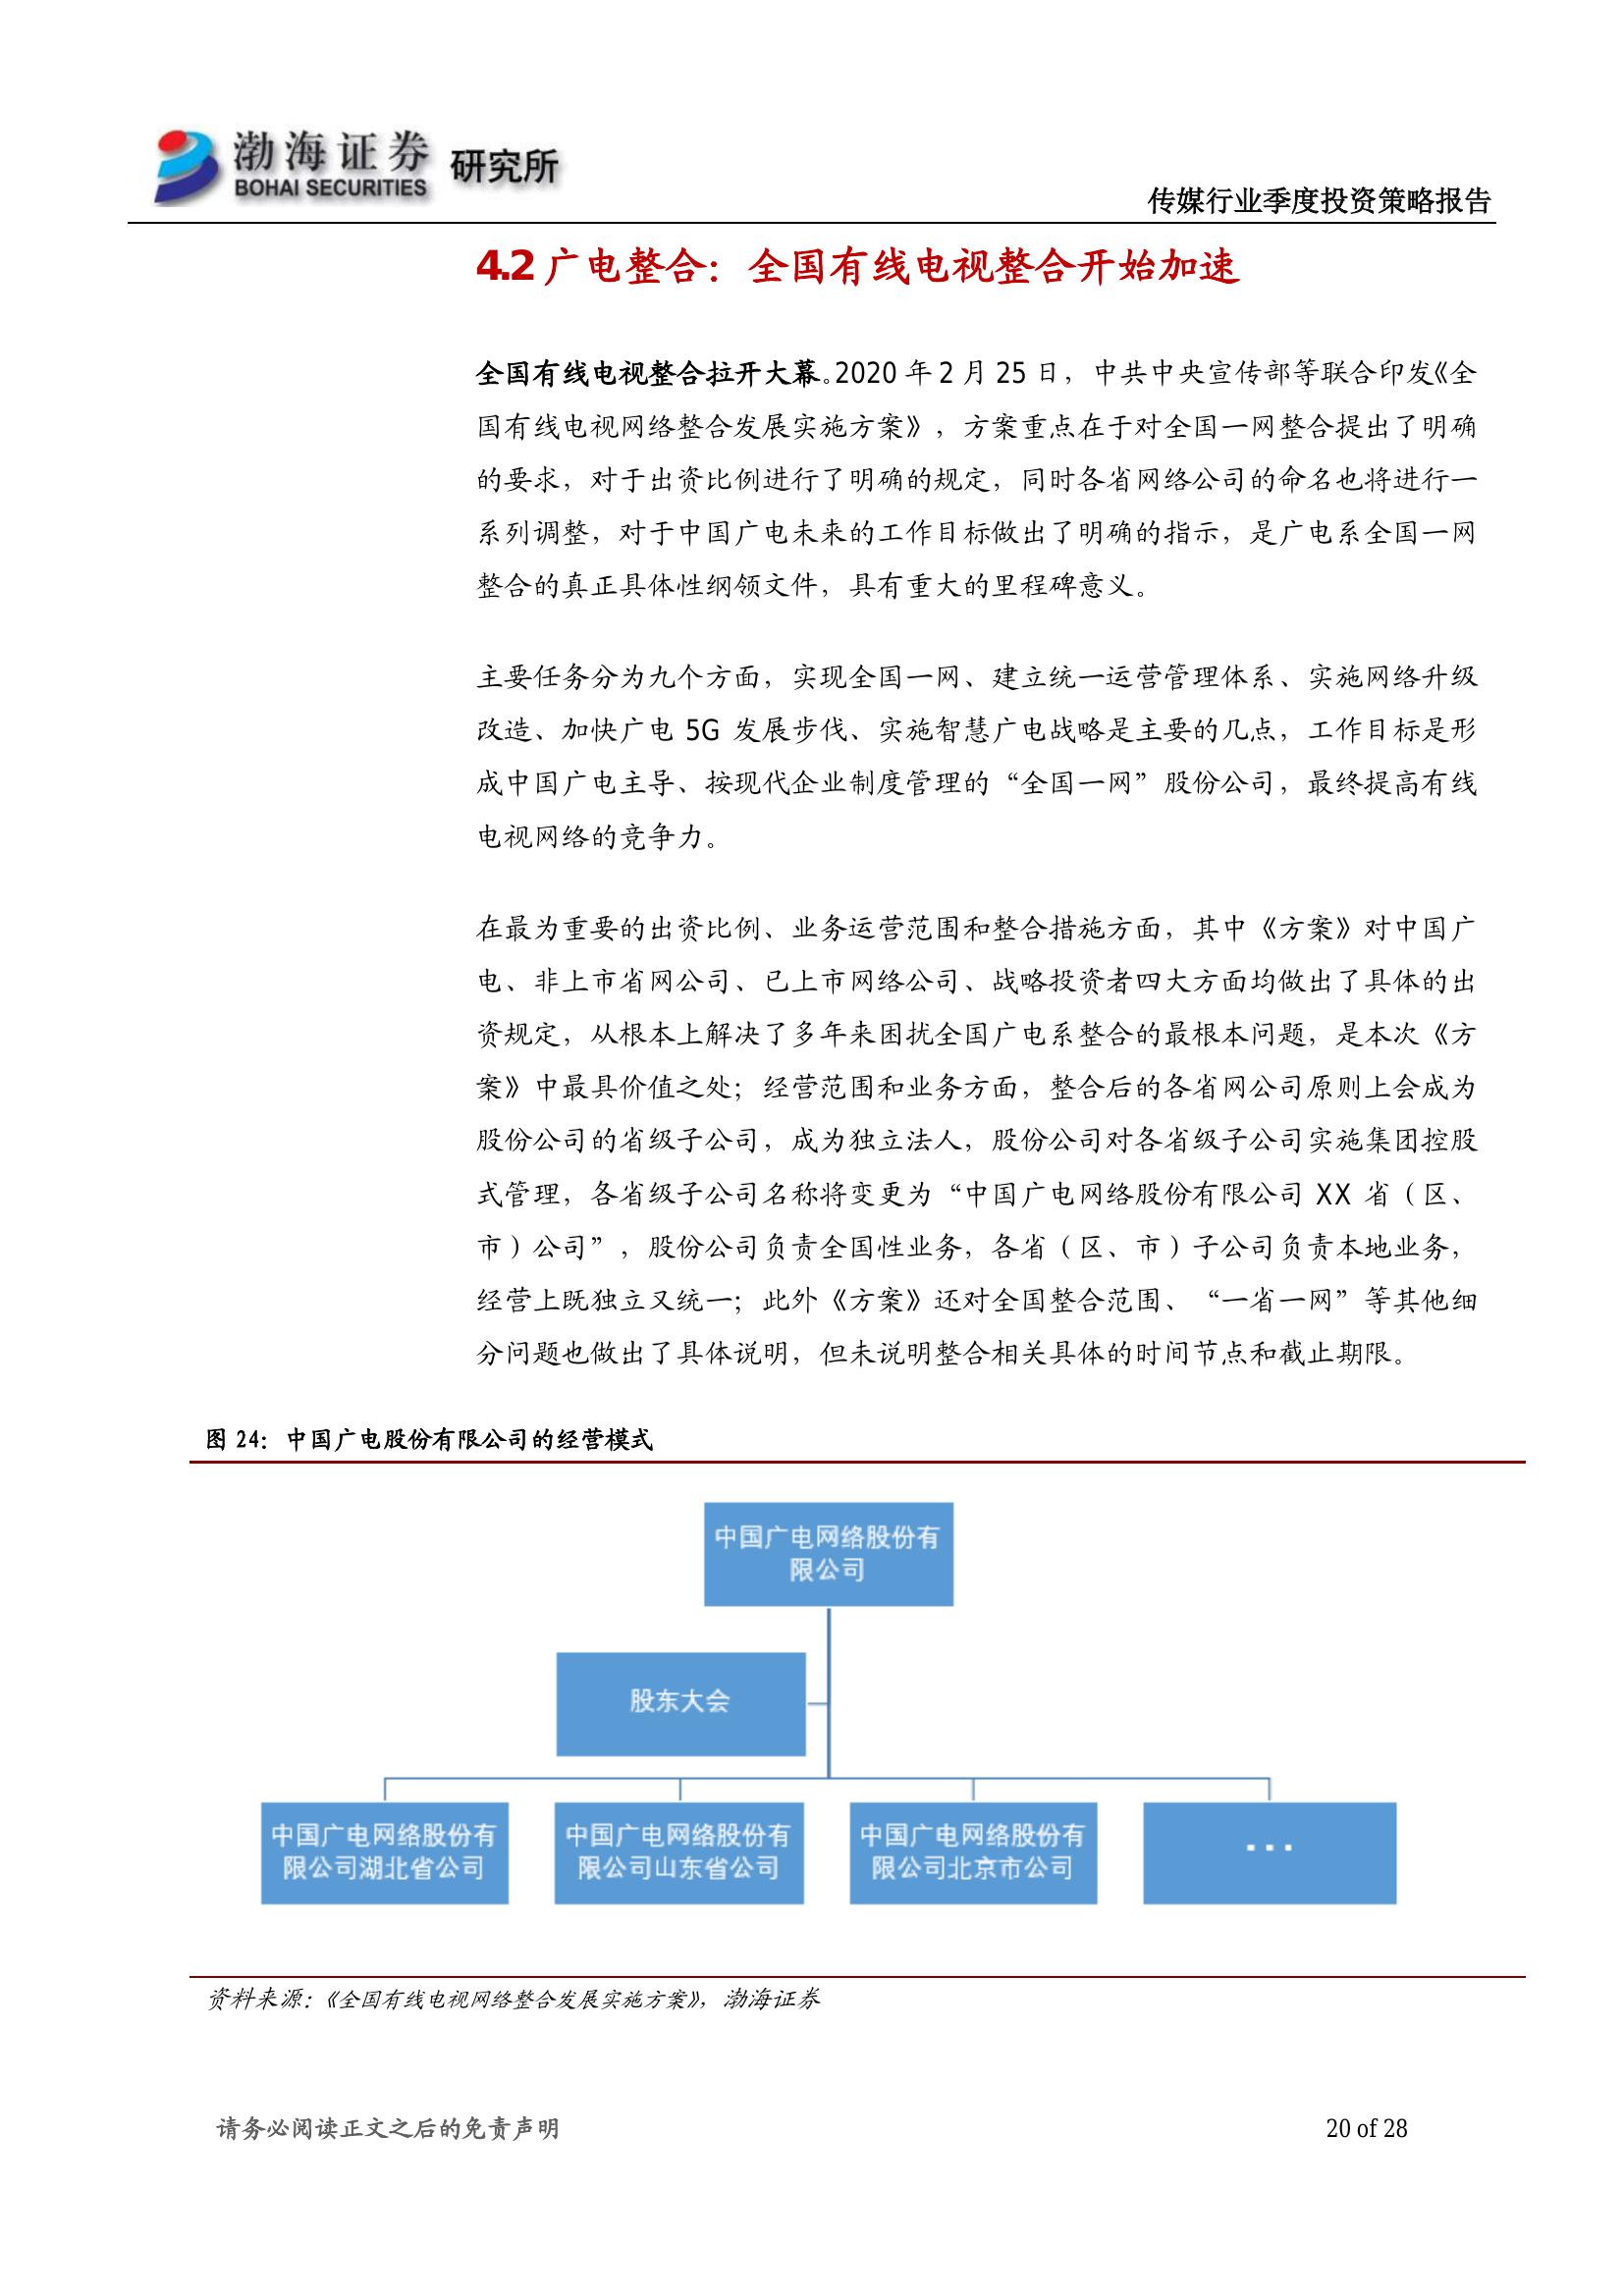 渤海证券
BOHAI SECURITIES
研究所
传媒行业季度投资策略报告
4.2 广电整合：全国有线电视整合开始加速
全国有线电视整合拉开大幕。2020 年 2 月 25 日，中共中央宣传部等联合印发《全
国有线电视网络整合发展实施方案》，方案重点在于对全国一网整合提出了明确
的要求，对于出资比例进行了明确的规定，同时各省网络公司的命名也将进行一
系列调整，对于中国广电未来的工作目标做出了明确的指示，是广电系全国一网
整合的真正具体性纲领文件，具有重大的里程碑意义。
主要任务分为九个方面，实现全国一网、建立统一运营管理体系、实施网络升级
改造、加快广电 5G 发展步伐、实施智慧广电战略是主要的几点，工作目标是形
成中国广电主导、按现代企业制度管理的“全国一网”股份公司，最终提高有线
电视网络的竞争力。
在最为重要的出资比例、业务运营范围和整合措施方面，其中《方案》对中国广
电、非上市省网公司、已上市网络公司、战略投资者四大方面均做出了具体的出
资规定，从根本上解决了多年来困扰全国广电系整合的最根本问题，是本次《方
案》中最具价值之处；经营范围和业务方面，整合后的各省网公司原则上会成为
股份公司的省级子公司，成为独立法人，股份公司对各省级子公司实施集团控股
式管理，各省级子公司名称将变更为“中国广电网络股份有限公司 XX 省（区、
市）公司”，股份公司负责全国性业务，各省（区、市）子公司负责本地业务，
经营上既独立又统一；此外《方案》还对全国整合范围、“一省一网”等其他细
分问题也做出了具体说明，但未说明整合相关具体的时间节点和截止期限。
图 24：中国广电股份有限公司的经营模式
中国广电网络股份有
限公司
股东大会
中国广电网络股份有
限公司湖北省公司
中国广电网络股份有
限公司山东省公司
中国广电网络股份有
限公司北京市公司
...
资料来源：《全国有线电视网络整合发展实施方案》，渤海证券
请务必阅读正文之后的免责声明
20 of 28